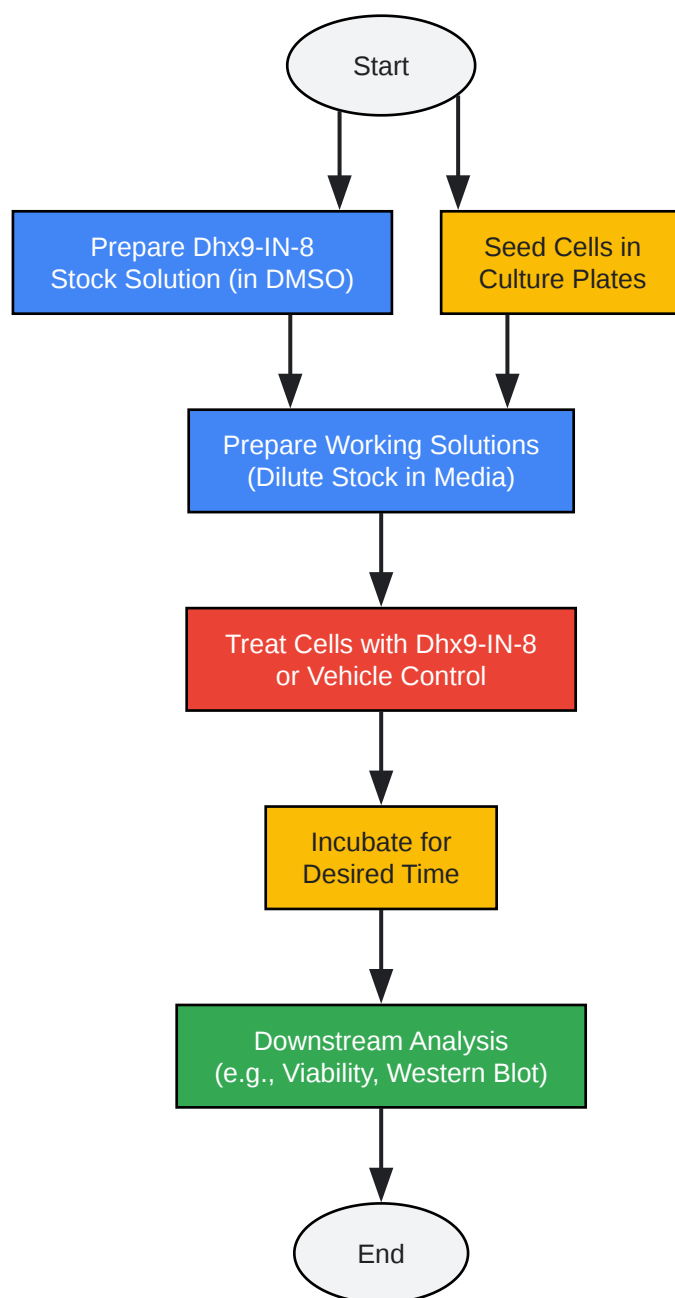 Start
Prepare Dhx9-IN-8
Stock Solution (in DMSO)
Seed Cells in
Culture Plates
Prepare Working Solutions
(Dilute Stock in Media)
Treat Cells with Dhx9-IN-8
or Vehicle Control
Incubate for
Desired Time
Downstream Analysis
(e.g., Viability, Western Blot)
End